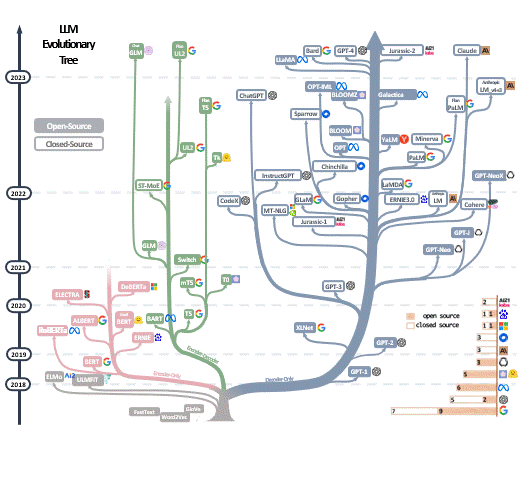 LLM
Evolutionary
Tree
Open-Source
Closed-Source
2023
2022
2021
2020
2019
2018
Chat
GLM
Flan
UL2
Flan
T5
UL2
Tk
ST-MoE
GLM
Switch
mT5
T0
ELECTRA
DeBERTa
ALBERT
Distill
BERT
BART
T5
ERNIE
BERT
ELMo
AI2
ULMFiT
FastText
GloVe
Word2Vec
Encoder-Only
Encoder-Decoder
Decoder-Only
Bard
GPT-4
Jurassic-2
AI21
labs
Claude
LLaMA
Anthropic
LM_v4-s3
ChatGPT
OPT-IML
BLOOMZ
Galactica
Flan
PaLM
Sparrow
BLOOM
OPT
YaLM
Minerva
PaLM
Chinchilla
InstructGPT
GPT-NeoX
LaMDA
CodeX
GLaM
Gopher
ERNIE3.0
Anthropic
LM
Cohere
MT-NLG
Jurassic-1
AI21
labs
GPT-J
GPT-Neo
GPT-3
XLNet
GPT-2
GPT-1
open source
closed source
2
AI21
labs
1 1
1 1
3
3
3
5
6
5 2
7 9